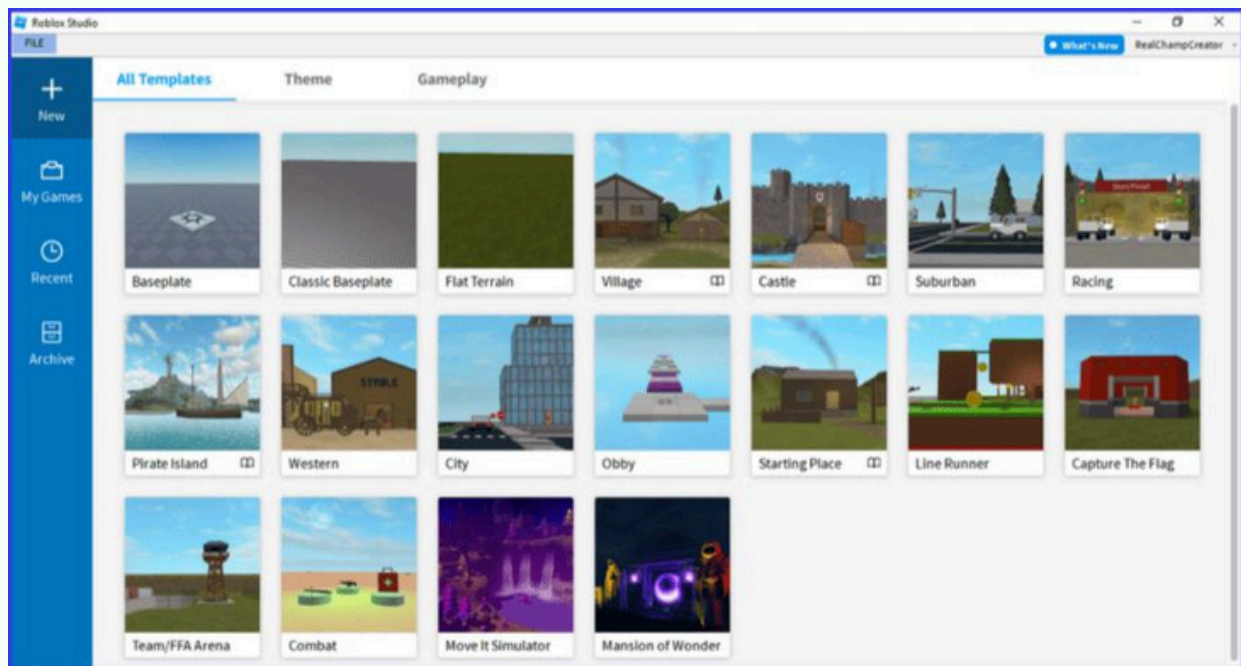 Roblox Studio
FILE
What's New
RealChampCreator
New
My Games
Recent
Archive
All Templates Theme Gameplay
Baseplate
Classic Baseplate
Flat Terrain
Village
Castle
Suburban
Racing
STABLE
Pirate Island
Western
City
Obby
Starting Place
Line Runner
Capture The Flag
Team/FFA Arena
Combat
Move It Simulator
Mansion of Wonder